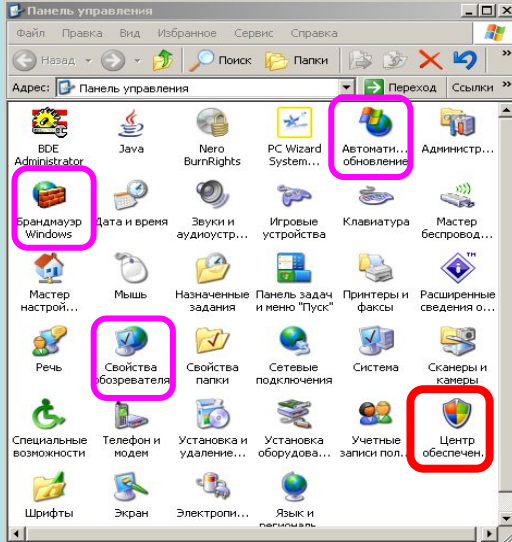 Панель управления
Файл Правка Вид Избранное Сервис Справка
Назад Поиск Папки »
Адрес: Панель управления Переход Ссылки »
BDE Java Nero PC Wizard Автомати... Администр...
Administrator BurnRights System... обновление
Брандмауэр Дата и время Звуки и Игровые Клавиатура Мастер
Windows аудиоустр... устройства беспровод...
TM
Мастер Мышь Назначенные Панель задач Принтеры и Расширенные
настрой... задания и меню "Пуск" факсы сведения о...
Речь Свойства Свойства Сетевые Система Сканеры и
обозревателя папки подключения камеры
Специальные Телефон и Установка и Установка Учетные Центр
возможности модем удаление... оборудова... записи пол... обеспечен...
Шрифты Экран Электропи... Язык и
региональ...